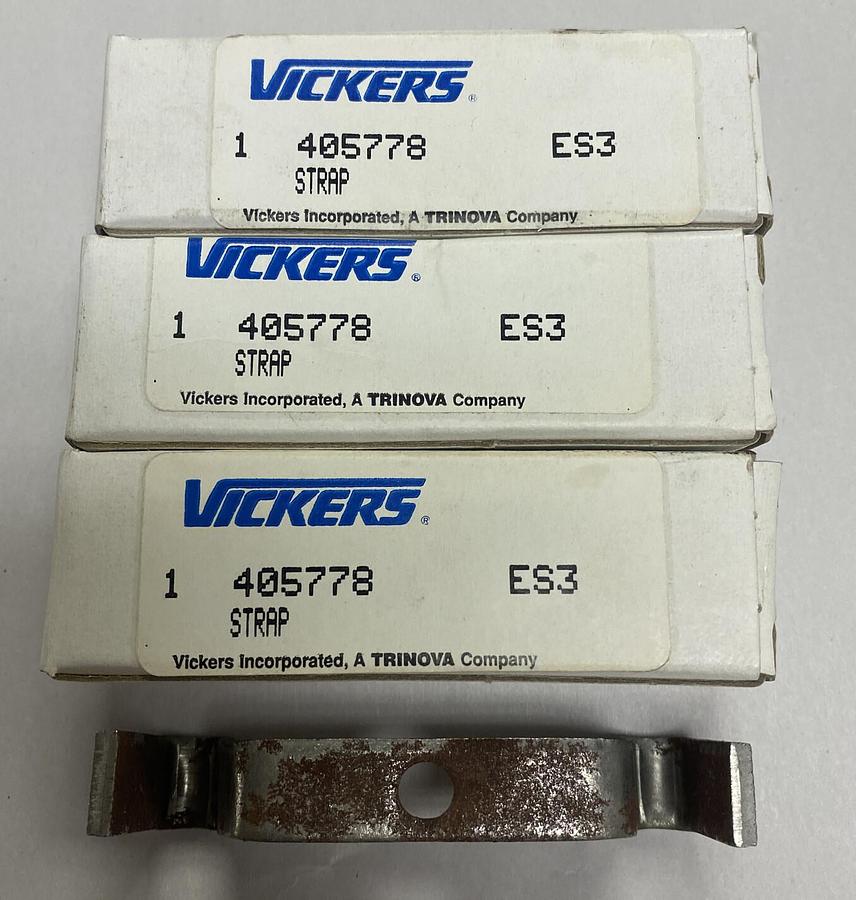 VICKERS®
1 405778 ES3
STRAP
Vickers Incorporated, A TRINOVA Company
VICKERS®
1 405778 ES3
STRAP
Vickers Incorporated, A TRINOVA Company
VICKERS®
1 405778 ES3
STRAP
Vickers Incorporated, A TRINOVA Company